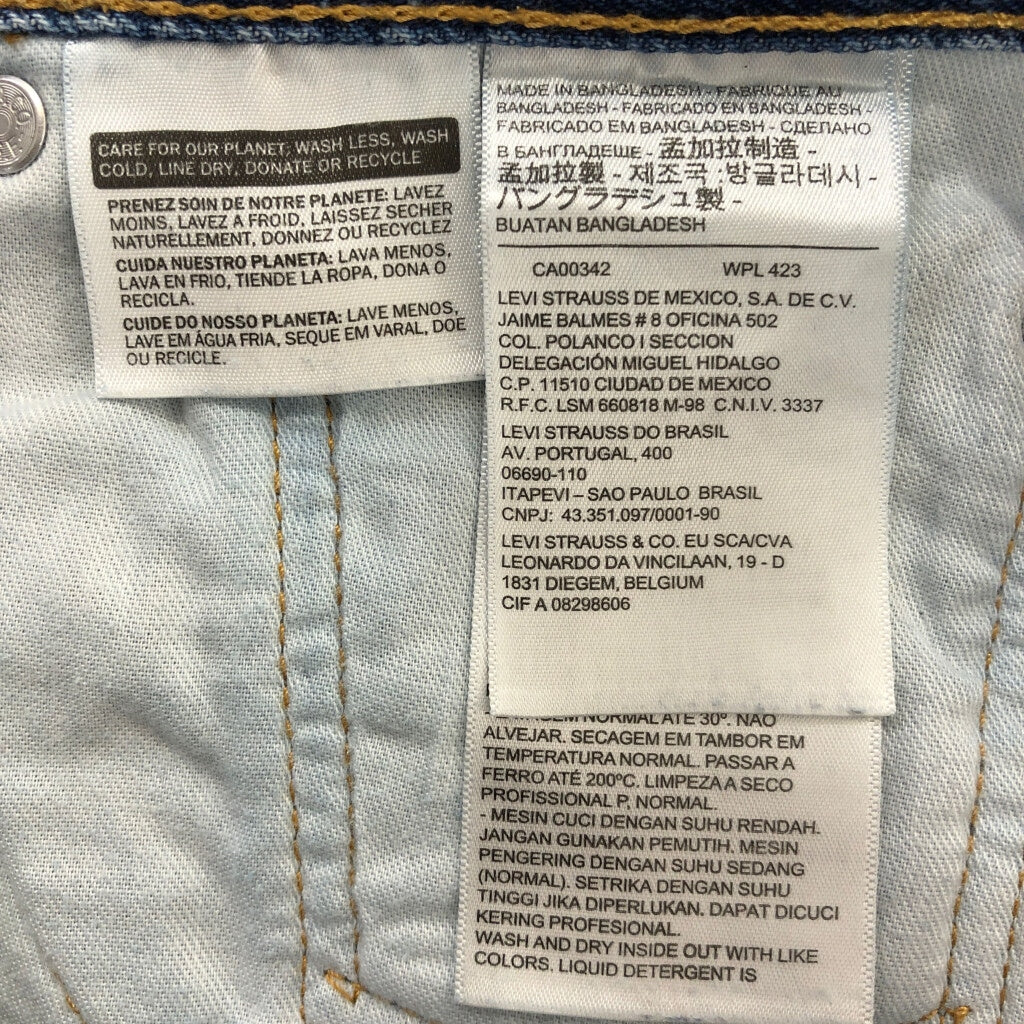 CARE FOR OUR PLANET, WASH LESS, WASH
COLD, LINE DRY, DONATE OR RECYCLE
PRENEZ SOIN DE NOTRE PLANETE: LAVEZ
MOINS, LAVEZ A FROID, LAISSEZ SECHER
NATURELLEMENT, DONNEZ OU RECYCLEZ
CUIDA NUESTRO PLANETA: LAVA MENOS,
LAVA EN FRIO, TIENDE LA ROPA, DONA O
RECICLA.
CUIDE DO NOSSO PLANETA: LAVE MENOS,
LAVE EM ÁGUA FRIA, SEQUE EM VARAL, DOE
OU RECICLE.
MADE IN BANGLADESH - FABRIQUE AU
BANGLADESH - FABRICADO EN BANGLADESH -
FABRICADO EM BANGLADESH - СДЕЛАНО
В БАНГЛАДЕШЕ - 孟加拉制造 -
孟加拉製 - 제조국 :방글라데시 -
バングラデシュ製 -
BUATAN BANGLADESH
CA00342 WPL 423
LEVI STRAUSS DE MEXICO, S.A. DE C.V.
JAIME BALMES # 8 OFICINA 502
COL. POLANCO I SECCION
DELEGACIÓN MIGUEL HIDALGO
C.P. 11510 CIUDAD DE MEXICO
R.F.C. LSM 660818 M-98 C.N.I.V. 3337
LEVI STRAUSS DO BRASIL
AV. PORTUGAL, 400
06690-110
ITAPEVI – SAO PAULO BRASIL
CNPJ: 43.351.097/0001-90
LEVI STRAUSS & CO. EU SCA/CVA
LEONARDO DA VINCILAAN, 19 - D
1831 DIEGEM, BELGIUM
CIF A 08298606
NORMAL ATÉ 30º. NÃO
ALVEJAR. SECAGEM EM TAMBOR EM
TEMPERATURA NORMAL. PASSAR A
FERRO ATÉ 200ºC. LIMPEZA A SECO
PROFISSIONAL P, NORMAL.
- MESIN CUCI DENGAN SUHU RENDAH.
JANGAN GUNAKAN PEMUTIH. MESIN
PENGERING DENGAN SUHU SEDANG
(NORMAL). SETRIKA DENGAN SUHU
TINGGI JIKA DIPERLUKAN. DAPAT DICUCI
KERING PROFESIONAL.
WASH AND DRY INSIDE OUT WITH LIKE
COLORS. LIQUID DETERGENT IS